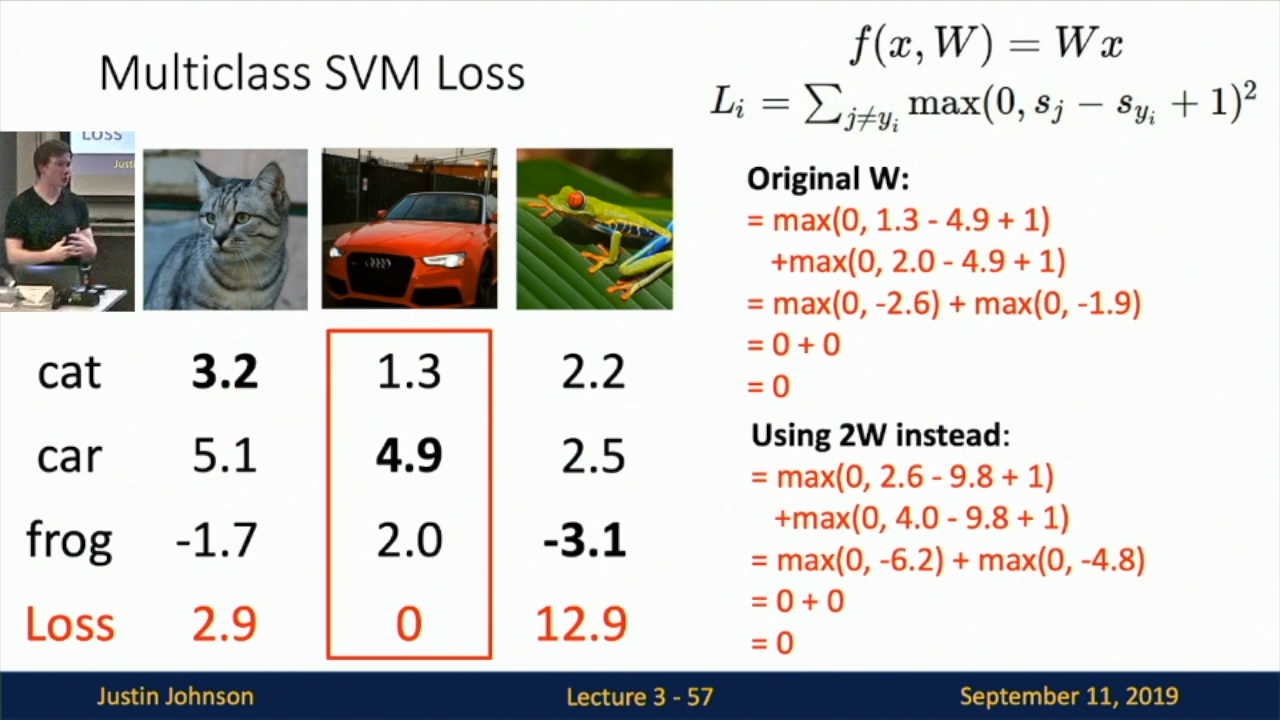 Multiclass SVM Loss
f(x, W) = Wx
L_i = ∑_{j≠y_i} max(0, s_j − s_{y_i} + 1)²
LOSS
Just
Original W:
= max(0, 1.3 - 4.9 + 1)
+max(0, 2.0 - 4.9 + 1)
= max(0, -2.6) + max(0, -1.9)
= 0 + 0
= 0
cat 3.2 1.3 2.2
car 5.1 4.9 2.5
frog -1.7 2.0 -3.1
Loss 2.9 0 12.9
Using 2W instead:
= max(0, 2.6 - 9.8 + 1)
+max(0, 4.0 - 9.8 + 1)
= max(0, -6.2) + max(0, -4.8)
= 0 + 0
= 0
Justin Johnson
Lecture 3 - 57
September 11, 2019